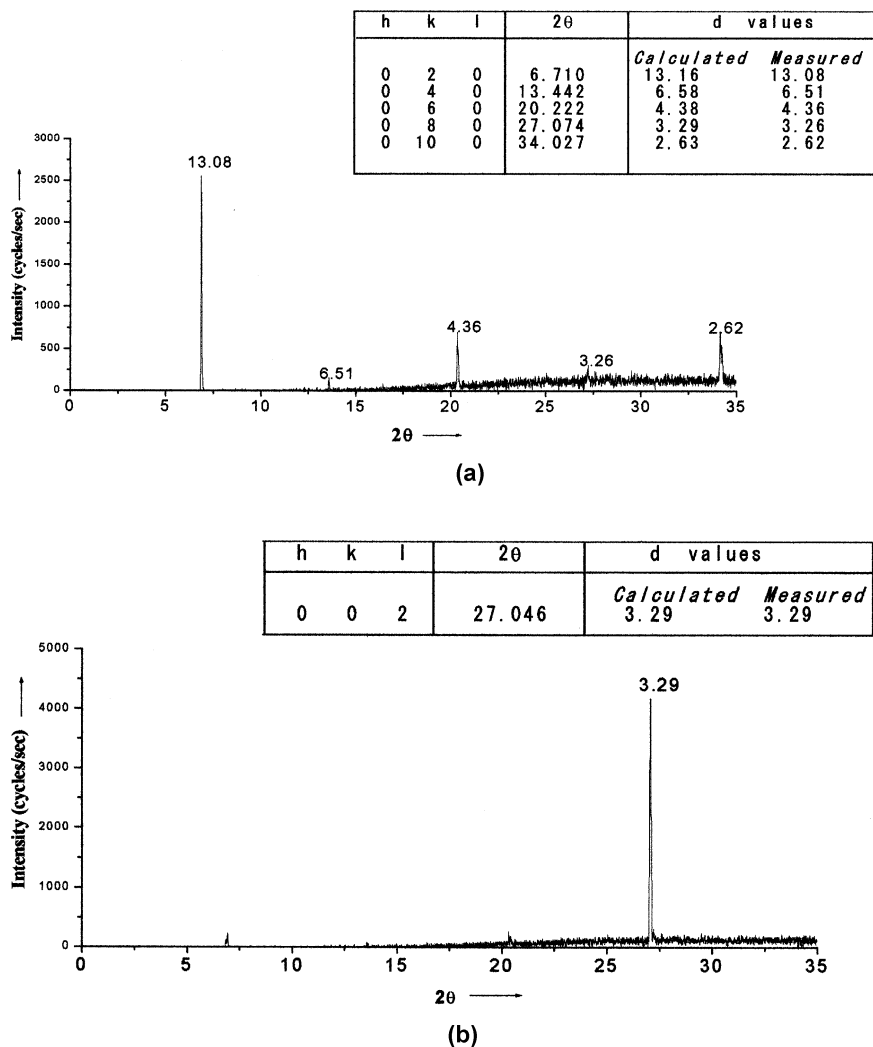 h k l 2θ d values
Calculated Measured
0 2 0 6.710 13.16 13.08
0 4 0 13.442 6.58 6.51
0 6 0 20.222 4.38 4.36
0 8 0 27.074 3.29 3.26
0 10 0 34.027 2.63 2.62
3000
2500
2000
1500
1000
500
0
Intensity (cycles/sec)
13.08
6.51
4.36
3.26
2.62
0 5 10 15 20 25 30 35
2θ
(a)
h k l 2θ d values
Calculated Measured
0 0 2 27.046 3.29 3.29
5000
4000
3000
2000
1000
0
Intensity (cycles/sec)
3.29
0 5 10 15 20 25 30 35
2θ
(b)